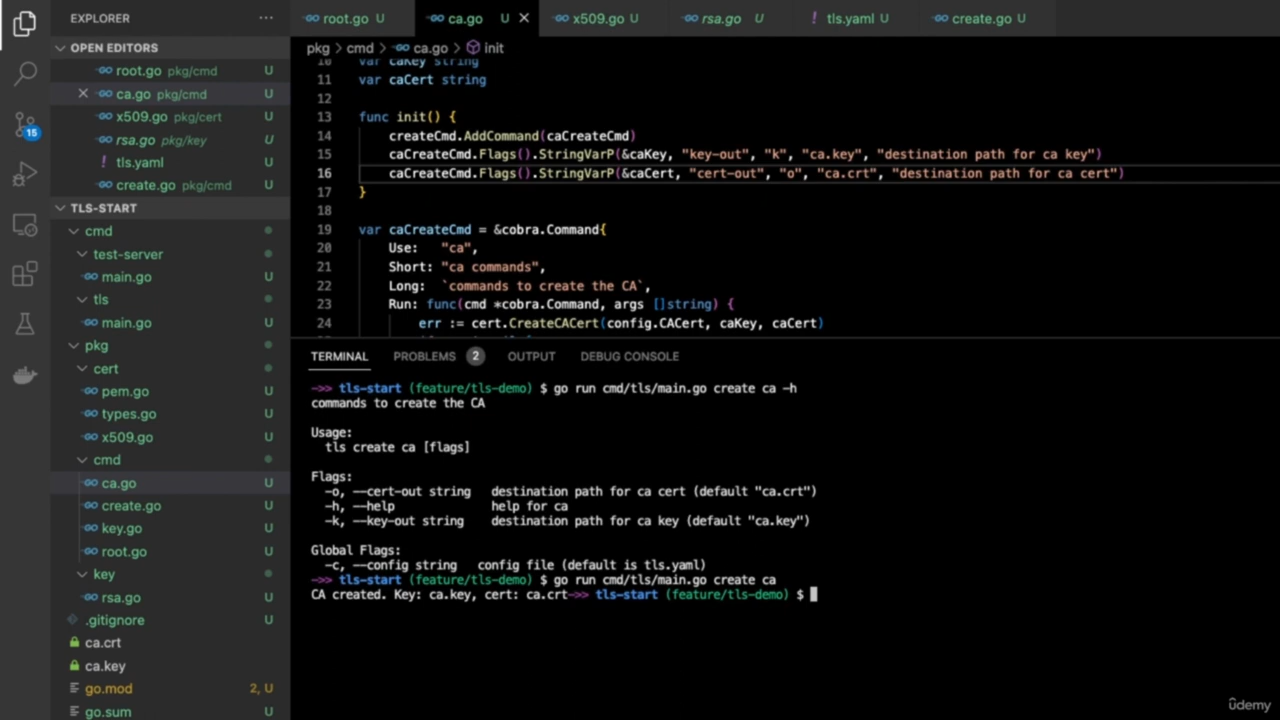 EXPLORER
···
root.go U
ca.go U
x509.go U
rsa.go U
! tls.yaml U
create.go U
OPEN EDITORS
root.go pkg/cmd U
ca.go pkg/cmd U
x509.go pkg/cert U
rsa.go pkg/key U
! tls.yaml U
create.go pkg/cmd U
15
TLS-START
cmd
test-server
main.go U
tls
main.go U
pkg
cert
pem.go U
types.go U
x509.go U
cmd
ca.go U
create.go U
key.go U
root.go U
key
rsa.go U
.gitignore U
ca.crt
ca.key
go.mod 2, U
go.sum U
pkg > cmd > ca.go > init
10 var caKey string
11 var caCert string
12
13 func init() {
14 createCmd.AddCommand(caCreateCmd)
15 caCreateCmd.Flags().StringVarP(&caKey, "key-out", "k", "ca.key", "destination path for ca key")
16 caCreateCmd.Flags().StringVarP(&caCert, "cert-out", "o", "ca.crt", "destination path for ca cert")
17 }
18
19 var caCreateCmd = &cobra.Command{
20 Use: "ca",
21 Short: "ca commands",
22 Long: `commands to create the CA`,
23 Run: func(cmd *cobra.Command, args []string) {
24 err := cert.CreateCACert(config.CACert, caKey, caCert)
TERMINAL PROBLEMS 2 OUTPUT DEBUG CONSOLE
->> tls-start (feature/tls-demo) $ go run cmd/tls/main.go create ca -h
commands to create the CA
Usage:
tls create ca [flags]
Flags:
-o, --cert-out string destination path for ca cert (default "ca.crt")
-h, --help help for ca
-k, --key-out string destination path for ca key (default "ca.key")
Global Flags:
-c, --config string config file (default is tls.yaml)
->> tls-start (feature/tls-demo) $ go run cmd/tls/main.go create ca
CA created. Key: ca.key, cert: ca.crt->> tls-start (feature/tls-demo) $
ûdemy